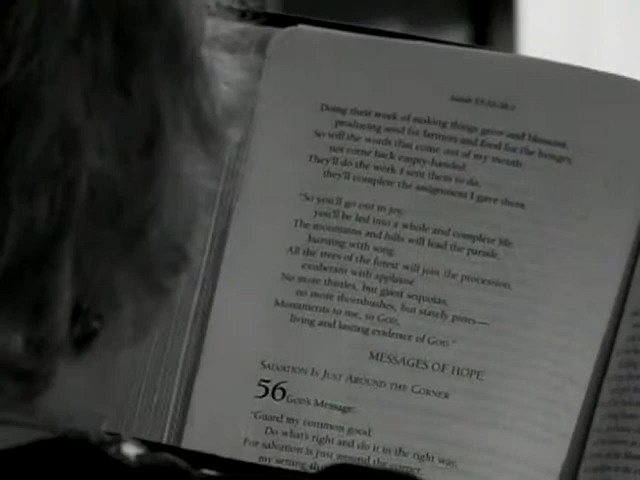 Doing their work of making things grow and blossom,
producing seed for farmers and food for the hungry,
So will the words that come out of my mouth
not come back empty-handed.
They'll do the work I sent them to do,
they'll complete the assignment I gave them.
"So you'll go out in joy,
you'll be led into a whole and complete life.
The mountains and hills will lead the parade,
bursting with song.
All the trees of the forest will join the procession,
exuberant with applause.
No more thistles, but giant sequoias,
no more thornbushes, but stately pines—
Monuments to me, to GOD,
living and lasting evidence of GOD."
MESSAGES OF HOPE
SALVATION IS JUST AROUND THE CORNER
56 GOD's Message:
"Guard my common good:
Do what's right and do it in the right way,
For salvation is just around the corner,
my setting